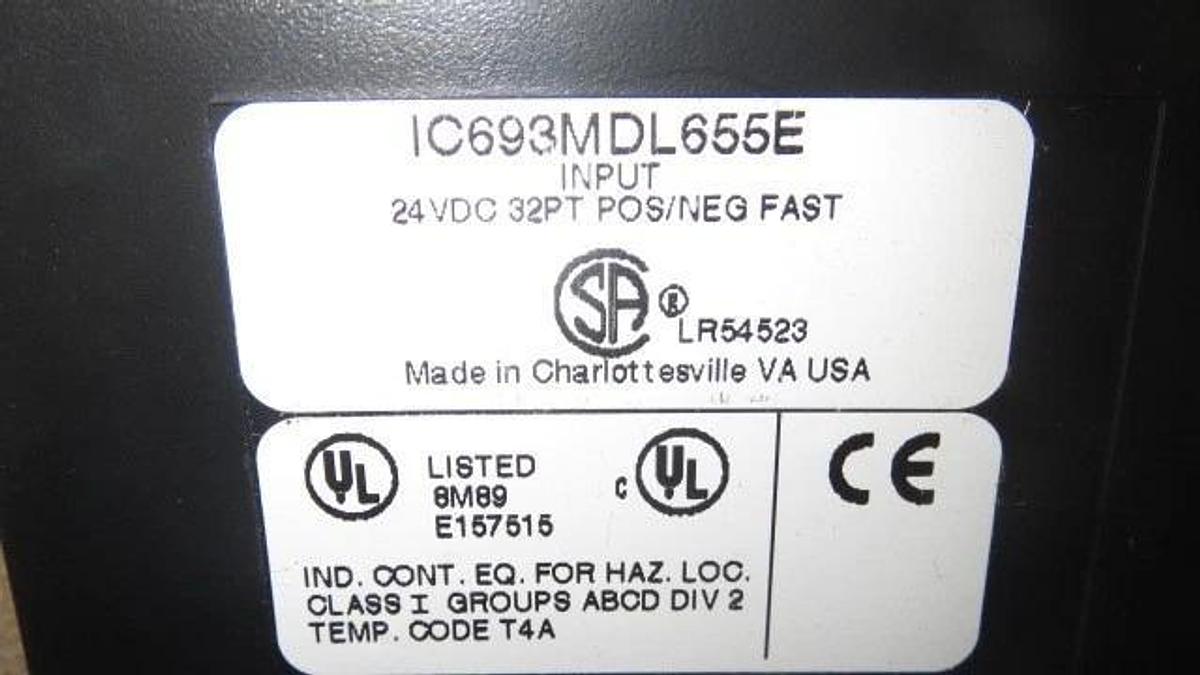 IC693MDL655E
INPUT
24VDC 32PT POS/NEG FAST
SA ® LR54523
Made in Charlottesville VA USA
UL LISTED c UL CE
8M89
E157515
IND. CONT. EQ. FOR HAZ. LOC.
CLASS I GROUPS ABCD DIV 2
TEMP. CODE T4A